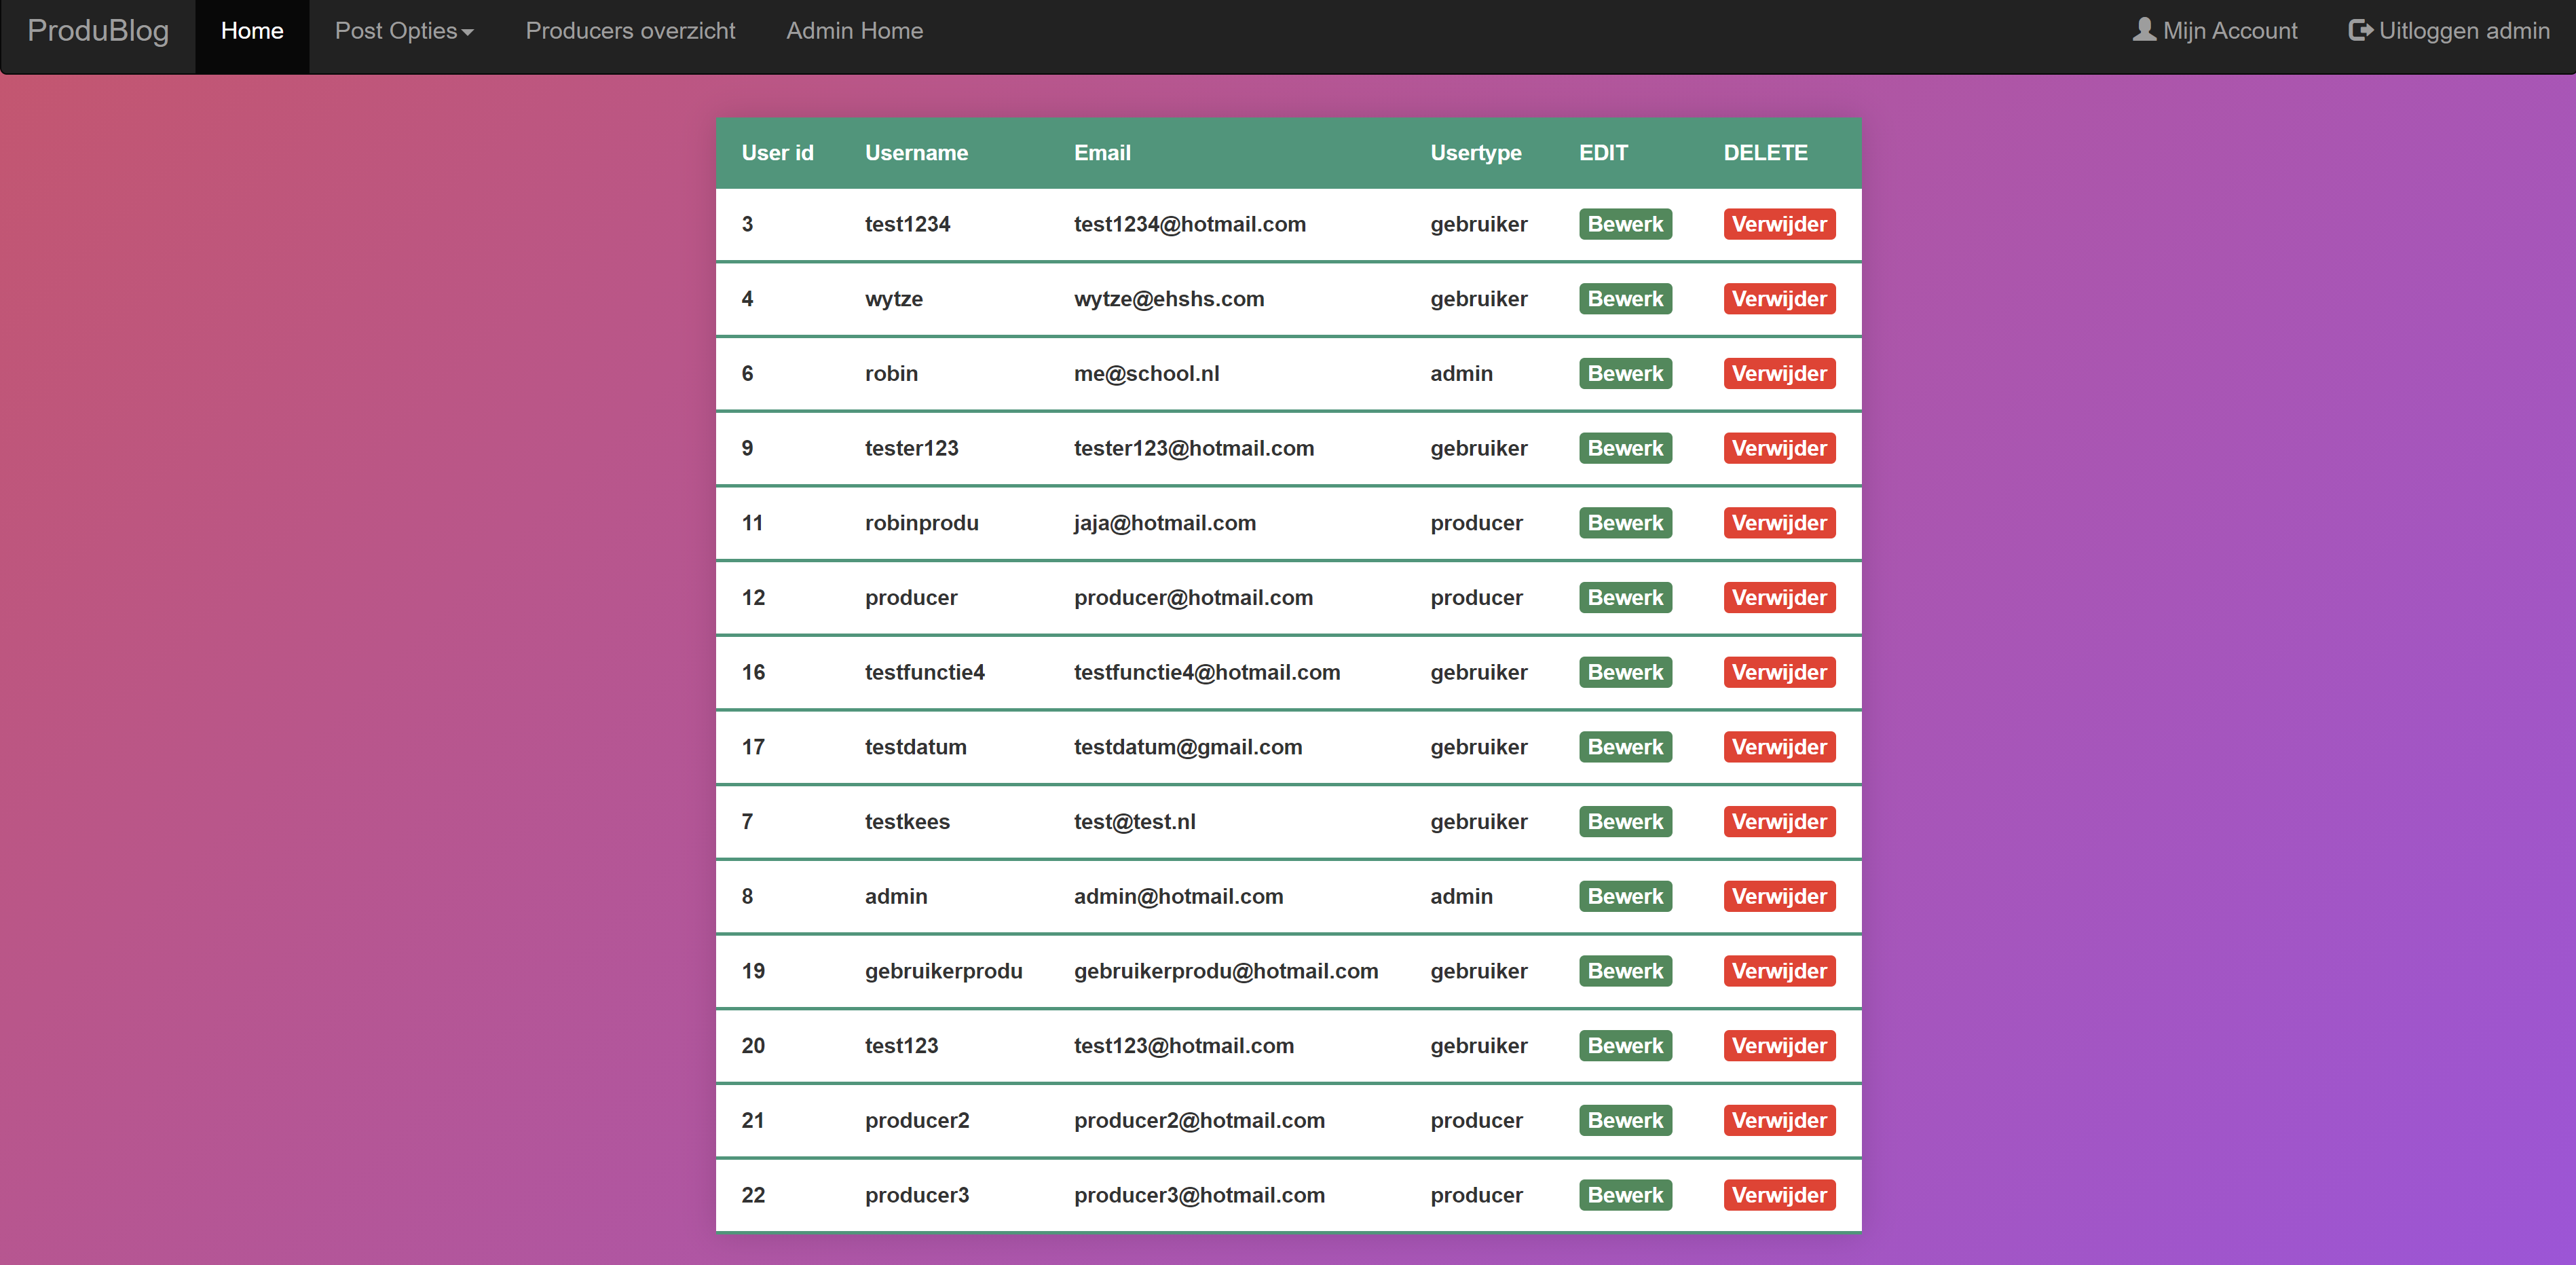 ProduBlog Home Post Opties Producers overzicht Admin Home Mijn Account Uitloggen admin
User id Username Email Usertype EDIT DELETE
3 test1234 test1234@hotmail.com gebruiker Bewerk Verwijder
4 wytze wytze@ehshs.com gebruiker Bewerk Verwijder
6 robin me@school.nl admin Bewerk Verwijder
9 tester123 tester123@hotmail.com gebruiker Bewerk Verwijder
11 robinprodu jaja@hotmail.com producer Bewerk Verwijder
12 producer producer@hotmail.com producer Bewerk Verwijder
16 testfunctie4 testfunctie4@hotmail.com gebruiker Bewerk Verwijder
17 testdatum testdatum@gmail.com gebruiker Bewerk Verwijder
7 testkees test@test.nl gebruiker Bewerk Verwijder
8 admin admin@hotmail.com admin Bewerk Verwijder
19 gebruikerprodu gebruikerprodu@hotmail.com gebruiker Bewerk Verwijder
20 test123 test123@hotmail.com gebruiker Bewerk Verwijder
21 producer2 producer2@hotmail.com producer Bewerk Verwijder
22 producer3 producer3@hotmail.com producer Bewerk Verwijder